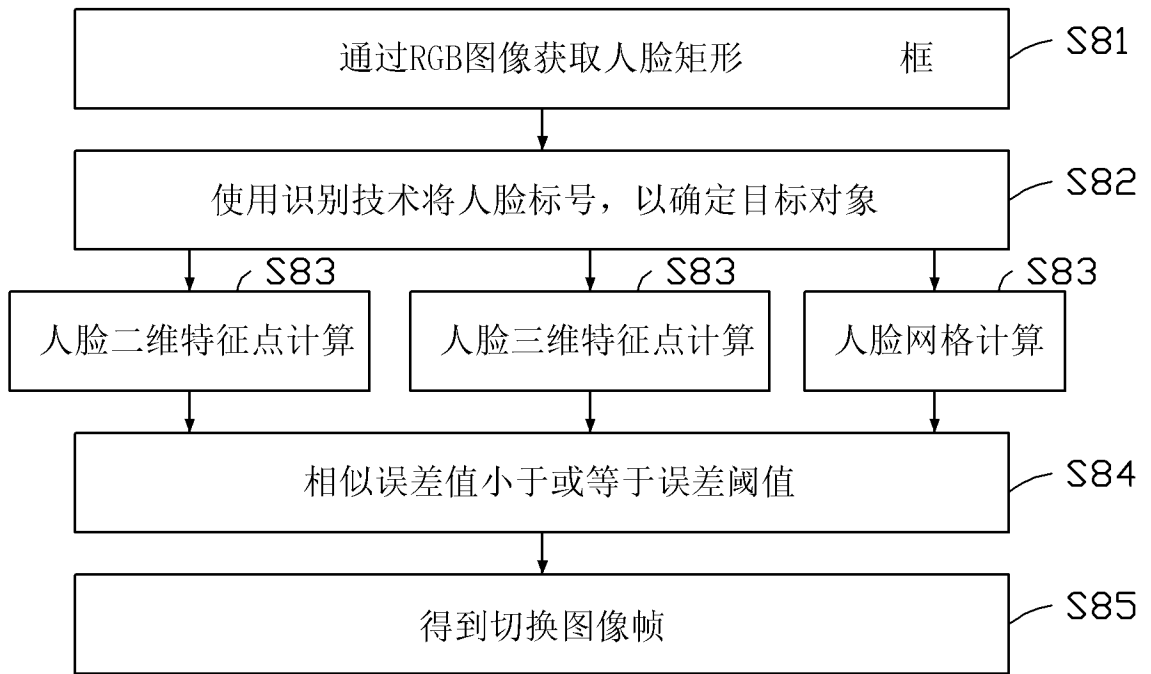 通过RGB图像获取人脸矩形 框
S81
使用识别技术将人脸标号，以确定目标对象
S82
S83
S83
S83
人脸二维特征点计算
人脸三维特征点计算
人脸网格计算
相似误差值小于或等于误差阈值
S84
得到切换图像帧
S85